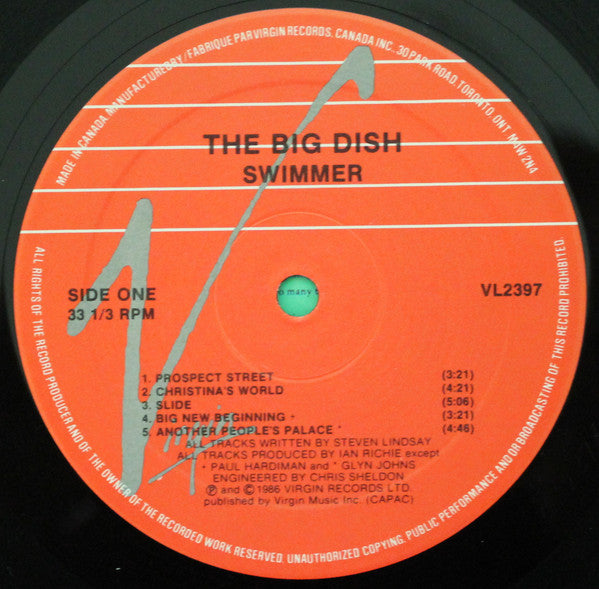 MADE IN CANADA. MANUFACTURED BY / FABRIQUE PAR VIRGIN RECORDS. CANADA INC., 30 PARK ROAD, TORONTO. ONT. M4W 2N4
THE BIG DISH
SWIMMER
SIDE ONE
33 1/3 RPM
VL2397
o many
1. PROSPECT STREET (3:21)
2. CHRISTINA'S WORLD (4:21)
3. SLIDE (5:06)
4. BIG NEW BEGINNING + (3:21)
5. ANOTHER PEOPLE'S PALACE * (4:46)
ALL TRACKS WRITTEN BY STEVEN LINDSAY
ALL TRACKS PRODUCED BY IAN RICHIE except
+ PAUL HARDIMAN and * GLYN JOHNS
ENGINEERED BY CHRIS SHELDON
℗ and © 1986 VIRGIN RECORDS LTD.
published by Virgin Music Inc. (CAPAC)
Virgin
ALL RIGHTS OF THE RECORD PRODUCER AND OF THE OWNER OF THE RECORDED WORK RESERVED. UNAUTHORIZED COPYING, PUBLIC PERFORMANCE AND/OR BROADCASTING OF THIS RECORD PROHIBITED.